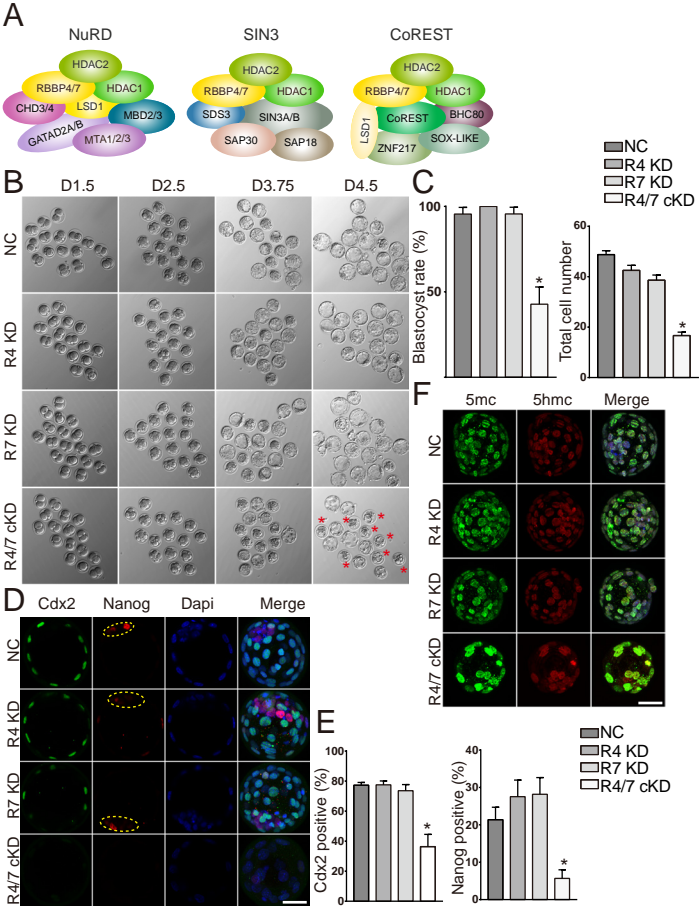 A
NuRD
SIN3
CoREST
HDAC2
RBBP4/7
HDAC1
CHD3/4
LSD1
MBD2/3
GATAD2A/B
MTA1/2/3
HDAC2
RBBP4/7
HDAC1
SDS3
SIN3A/B
SAP30
SAP18
HDAC2
RBBP4/7
HDAC1
LSD1
CoREST
BHC80
ZNF217
SOX-LIKE
B
D1.5 D2.5 D3.75 D4.5
NC
R4 KD
R7 KD
R4/7 cKD
* * * * * * * *
C
NC
R4 KD
R7 KD
R4/7 cKD
Blastocyst rate (%)
100
50
*
Total cell number
60
40
20
0
*
D
Cdx2 Nanog Dapi Merge
NC
R4 KD
R7 KD
R4/7 cKD
E
Cdx2 positive (%)
80
60
40
20
0
*
Nanog positive (%)
40
30
20
10
0
*
NC
R4 KD
R7 KD
R4/7 cKD
F
5mc 5hmc Merge
NC
R4 KD
R7 KD
R4/7 cKD